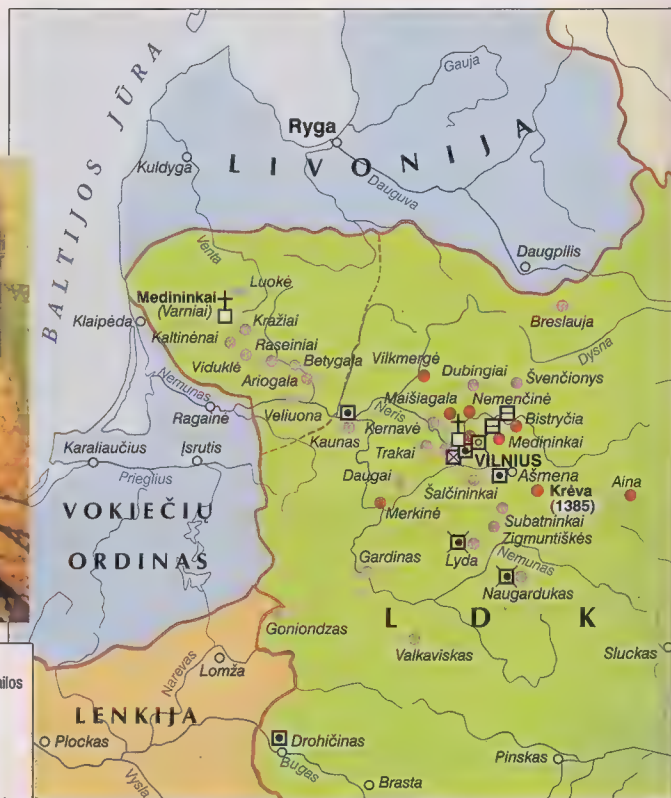 BALTIJOS JŪRA
Gauja
Ryga
LIVONIJA
Kuldyga
Dauguva
Venta
Daugpilis
Luokė
Medininkai
(Varniai)
Breslauja
Klaipėda
Kražiai
Kaltinėnai
Raseiniai
Dysna
Viduklė
Betygala
Vilkmergė
Ariogala
Dubingiai
Švenčionys
Nemunas
Maišiagala
Nemenčinė
Ragainė
Veliuona
Neris
Bistryčia
Kaunas
Kernavė
Medininkai
Karaliaučius
Įsrutis
Trakai
VILNIUS
Prieglius
Daugai
Ašmena
Šalčininkai
Krėva
(1385)
Aina
VOKIEČIŲ
ORDINAS
Merkinė
Subatninkai
Zigmuntiškės
Gardinas
Lyda
Nemunas
Naugardukas
Goniondzas
LDK
Valkaviskas
Sluckas
ailos
Narevas
Lomža
LENKIJA
Plockas
Drohičinas
Bugas
Pinskas
Vysla
Brasta